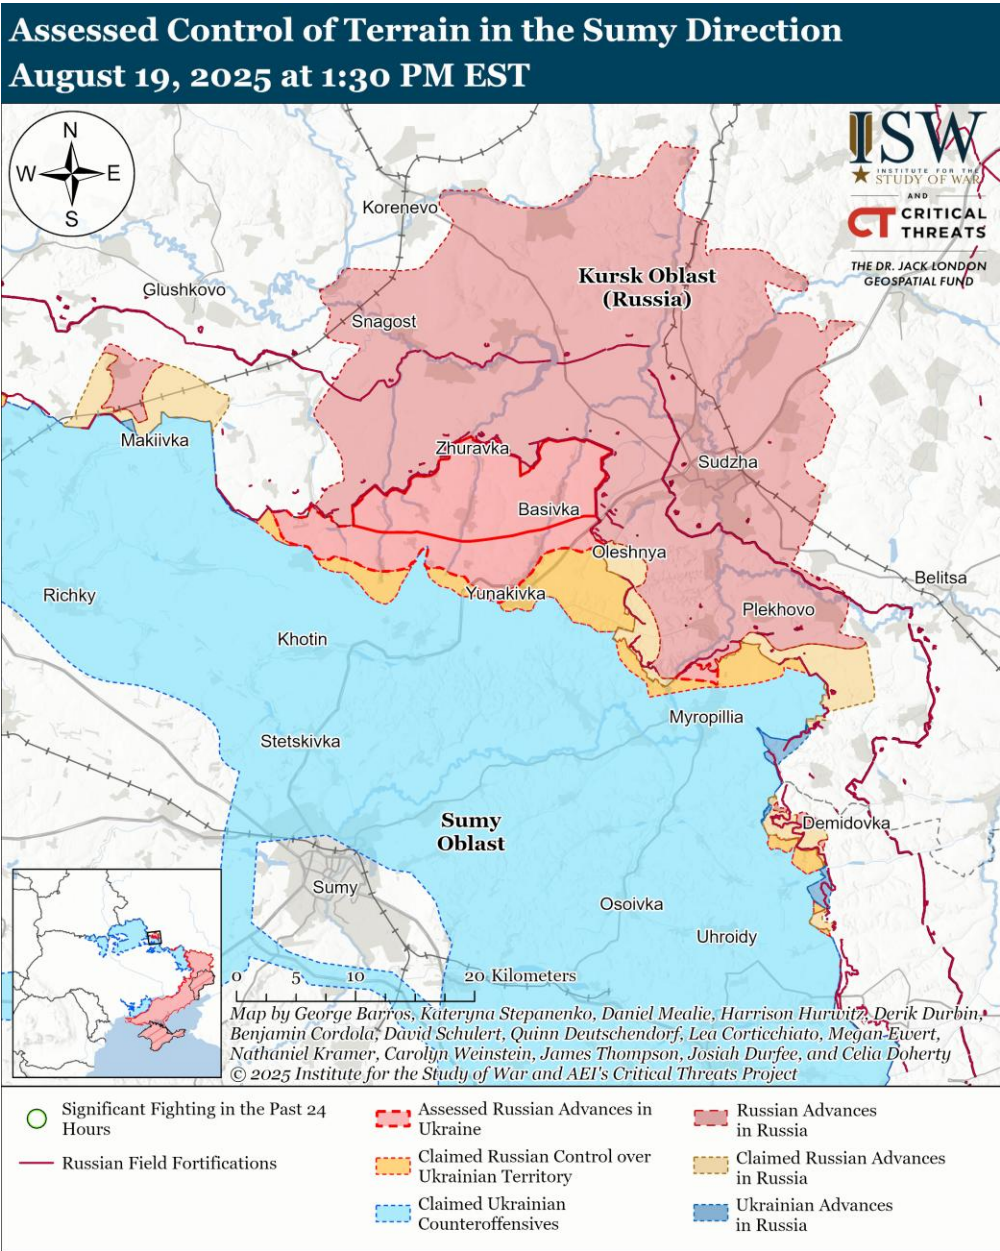 Assessed Control of Terrain in the Sumy Direction
August 19, 2025 at 1:30 PM EST
N
W E
S
ISW
INSTITUTE FOR THE
STUDY OF WAR
AND
CT CRITICAL
THREATS
THE DR. JACK LONDON
GEOSPATIAL FUND
Korenevo
Kursk Oblast
(Russia)
Glushkovo
Snagost
Makiivka
Zhuravka
Sudzha
Basivka
Oleshnya
Belitsa
Richky
Yunakivka
Plekhovo
Khotin
Myropillia
Stetskivka
Sumy
Oblast
Demidovka
Sumy
Osoivka
Uhroidy
0 5 10 20 Kilometers
Map by George Barros, Kateryna Stepanenko, Daniel Mealie, Harrison Hurwitz, Derik Durbin,
Benjamin Cordola, David Schulert, Quinn Deutschendorf, Lea Corticchiato, Megan Ewert,
Nathaniel Kramer, Carolyn Weinstein, James Thompson, Josiah Durfee, and Celia Doherty
© 2025 Institute for the Study of War and AEI's Critical Threats Project
Significant Fighting in the Past 24
Hours
Russian Field Fortifications
Assessed Russian Advances in
Ukraine
Claimed Russian Control over
Ukrainian Territory
Claimed Ukrainian
Counteroffensives
Russian Advances
in Russia
Claimed Russian Advances
in Russia
Ukrainian Advances
in Russia